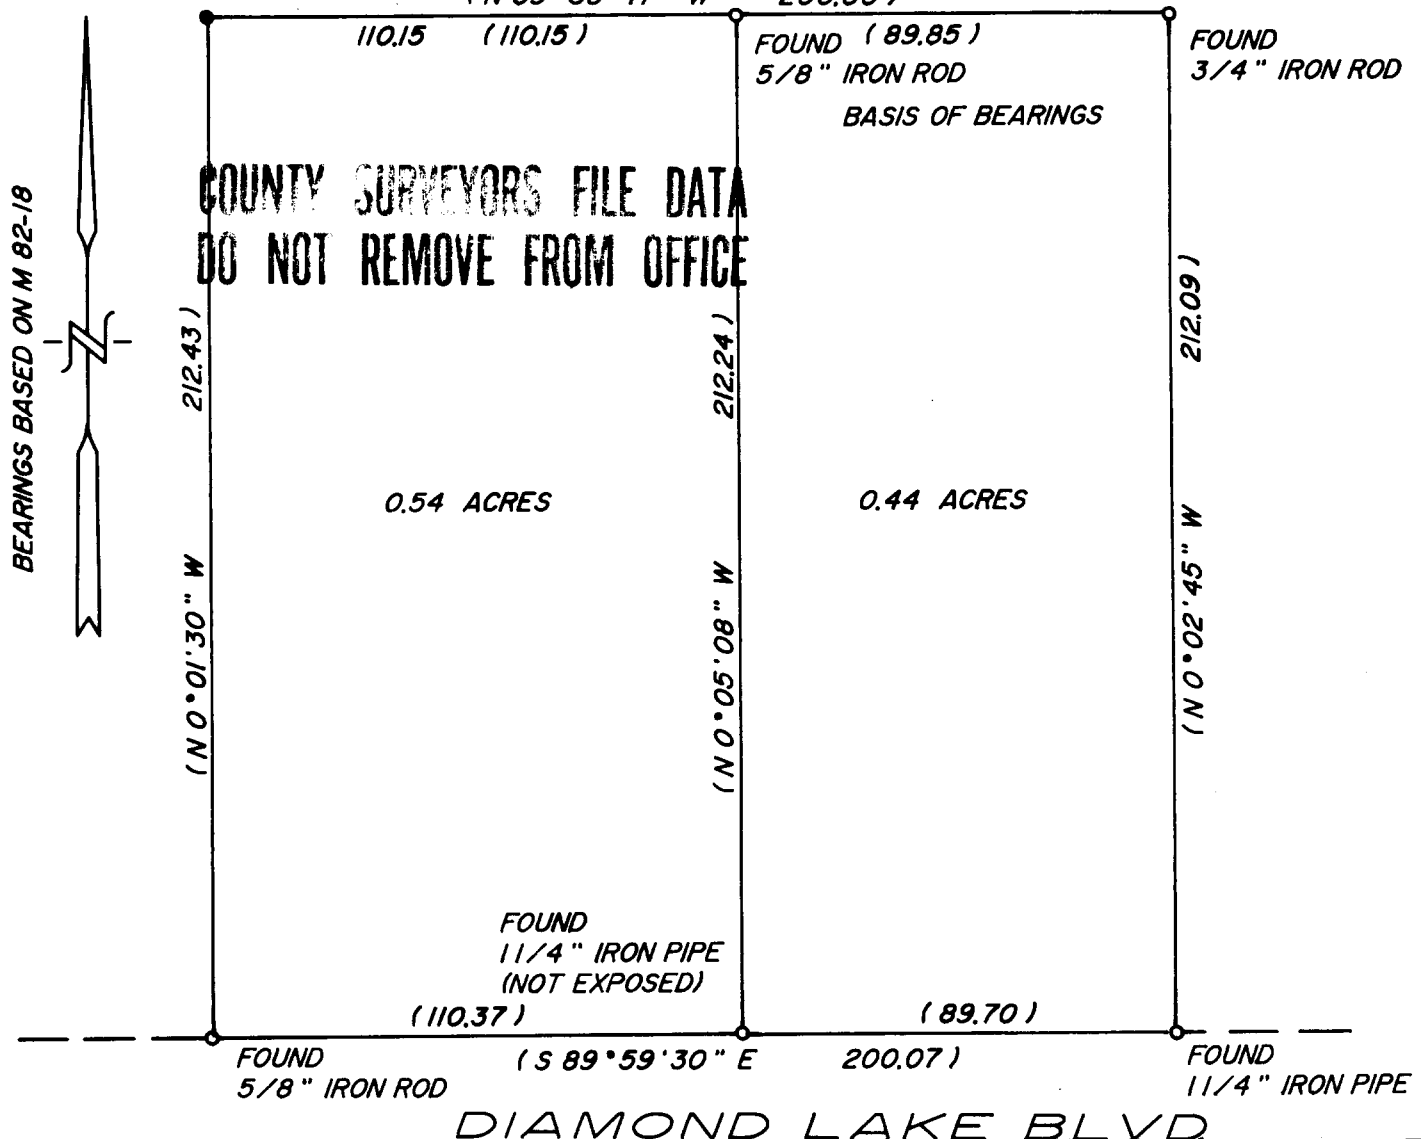 110.15 (110.15)
FOUND (89.85)
5/8" IRON ROD
BASIS OF BEARINGS
FOUND
3/4" IRON ROD
COUNTY SURVEYORS FILE DATA
DO NOT REMOVE FROM OFFICE
BEARINGS BASED ON M 82-18
N
(N 0°01'30" W 212.43)
(N 0°05'08" W 212.24)
(N 0°02'45" W 212.09)
0.54 ACRES
0.44 ACRES
FOUND
1 1/4" IRON PIPE
(NOT EXPOSED)
(110.37)
(89.70)
FOUND
5/8" IRON ROD
(S 89°59'30" E 200.07)
FOUND
1 1/4" IRON PIPE
DIAMOND LAKE BLVD